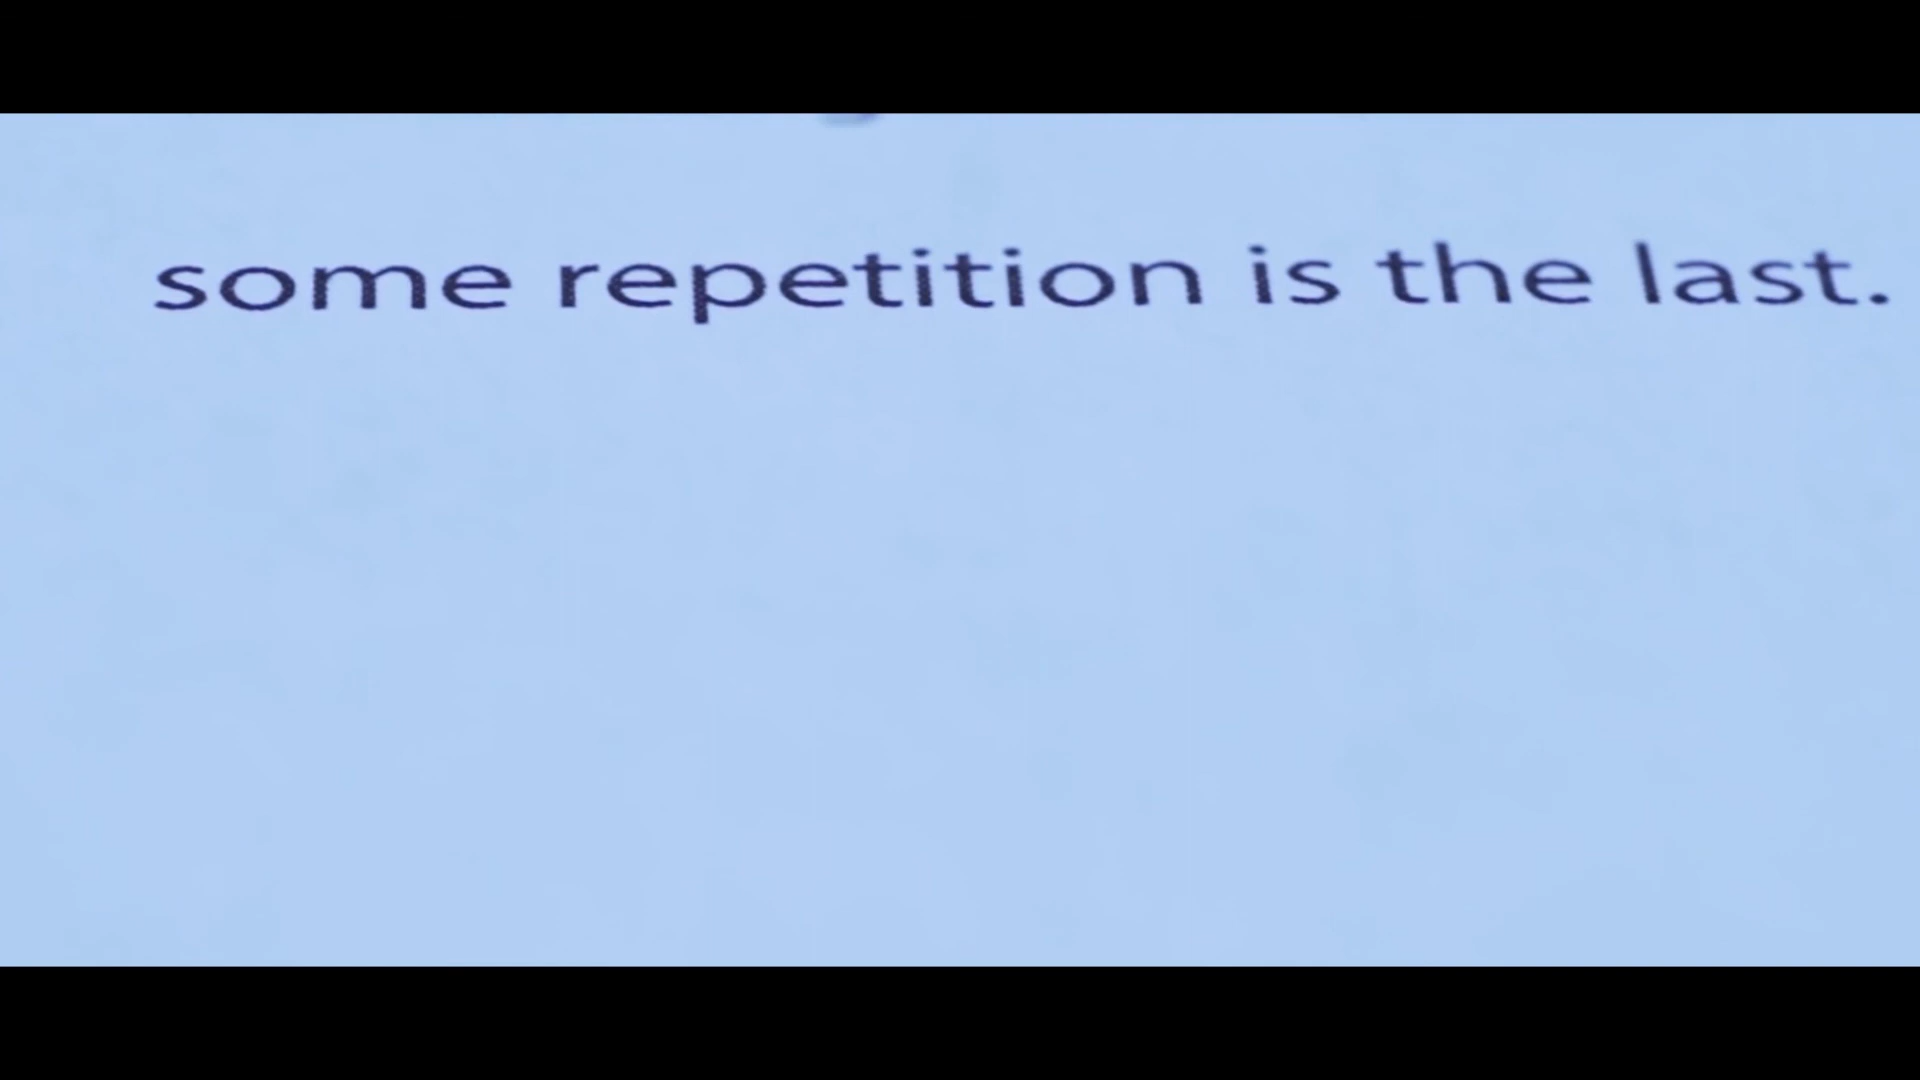 some repetition is the last.